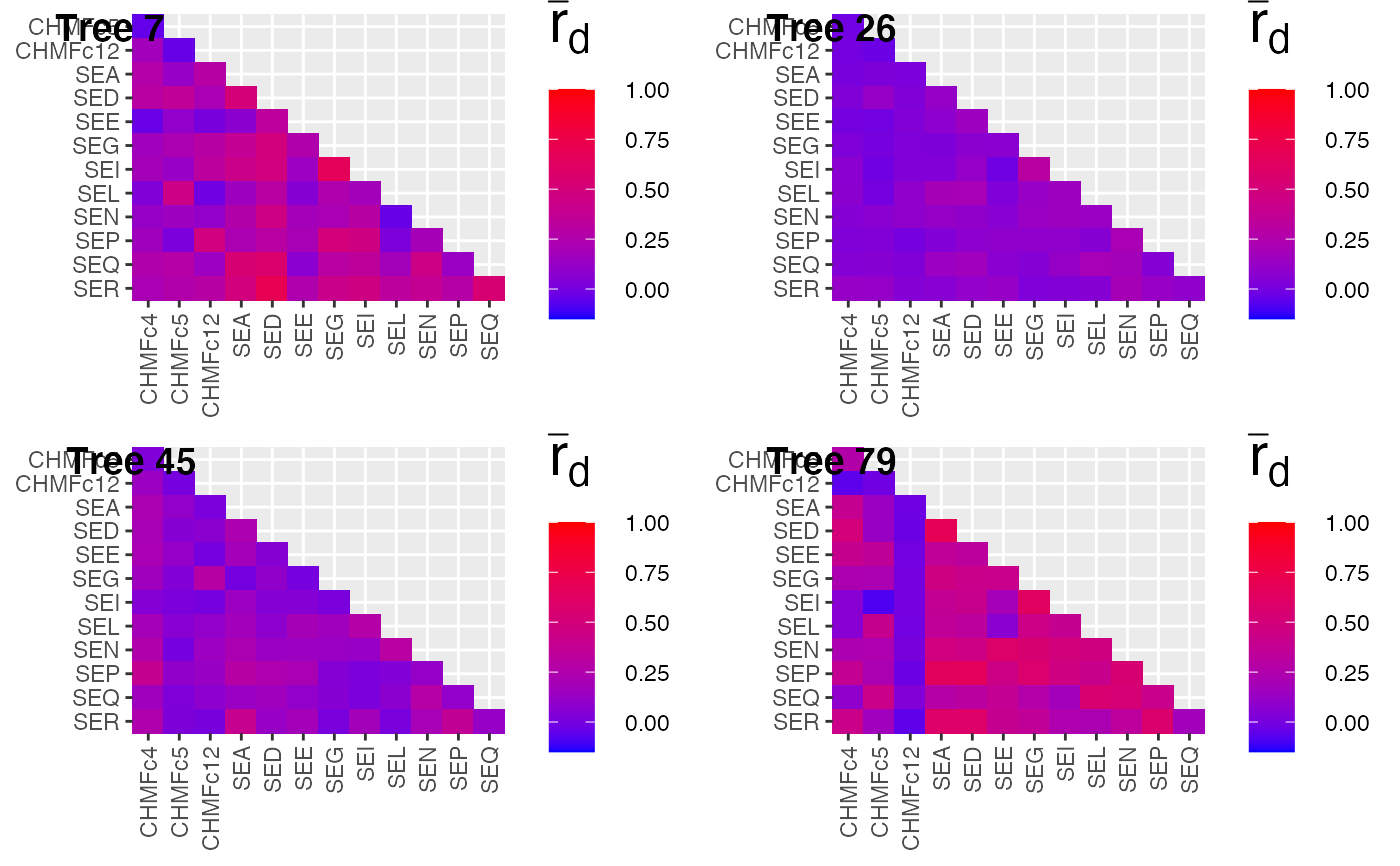 Tree 7
CHMFc12
SEA
SED
SEE
SEG
SEI
SEL
SEN
SEP
SEQ
SER
CHMFc4
CHMFc5
CHMFc12
SEA
SED
SEE
SEG
SEI
SEL
SEN
SEP
SEQ
r̅d
1.00
0.75
0.50
0.25
0.00
Tree 26
CHMFc12
SEA
SED
SEE
SEG
SEI
SEL
SEN
SEP
SEQ
SER
CHMFc4
CHMFc5
CHMFc12
SEA
SED
SEE
SEG
SEI
SEL
SEN
SEP
SEQ
r̅d
1.00
0.75
0.50
0.25
0.00
Tree 45
CHMFc12
SEA
SED
SEE
SEG
SEI
SEL
SEN
SEP
SEQ
SER
CHMFc4
CHMFc5
CHMFc12
SEA
SED
SEE
SEG
SEI
SEL
SEN
SEP
SEQ
r̅d
1.00
0.75
0.50
0.25
0.00
Tree 79
CHMFc12
SEA
SED
SEE
SEG
SEI
SEL
SEN
SEP
SEQ
SER
CHMFc4
CHMFc5
CHMFc12
SEA
SED
SEE
SEG
SEI
SEL
SEN
SEP
SEQ
r̅d
1.00
0.75
0.50
0.25
0.00